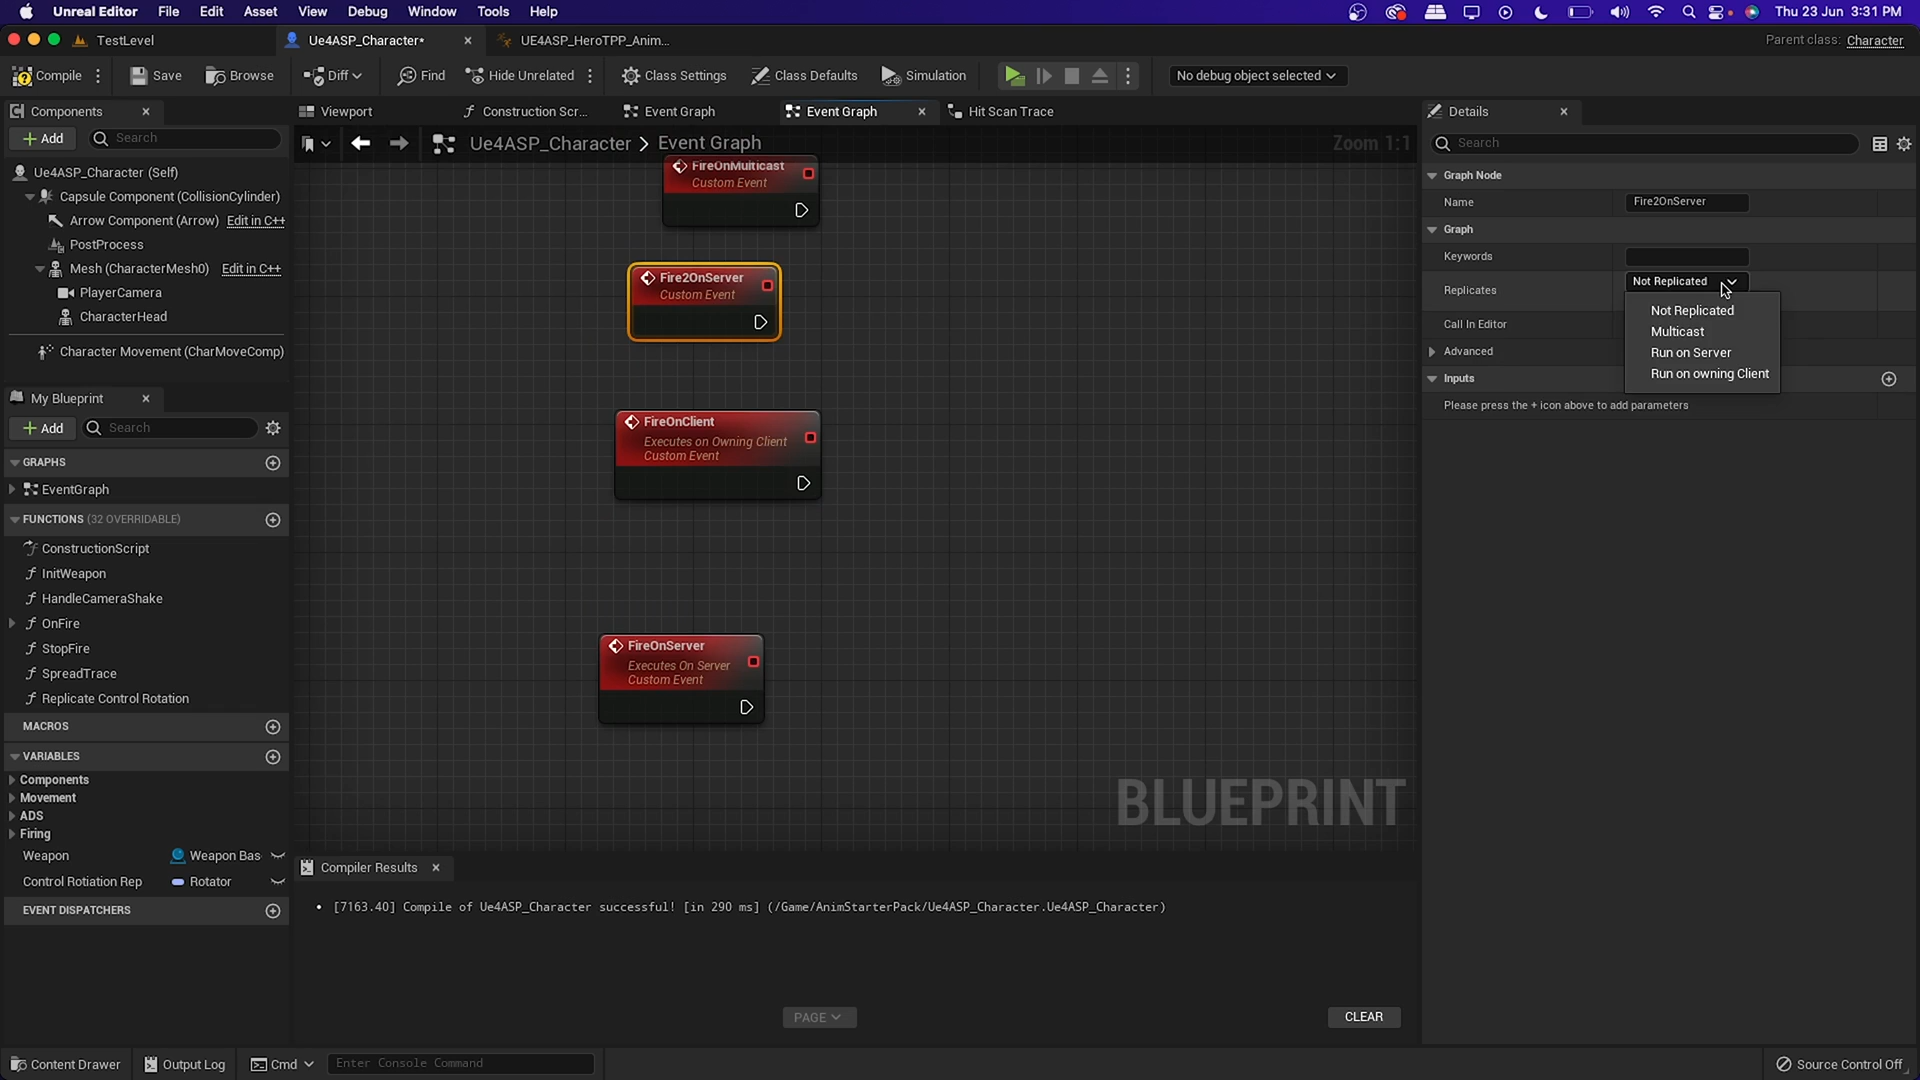 Unreal Editor File Edit Asset View Debug Window Tools Help Thu 23 Jun 3:31 PM
TestLevel Ue4ASP_Character* UE4ASP_HeroTPP_Anim... Parent class: Character
Compile Save Browse Diff Find Hide Unrelated Class Settings Class Defaults Simulation No debug object selected
Components Viewport Construction Scr... Event Graph Event Graph Hit Scan Trace Details
Add Search Ue4ASP_Character > Event Graph Zoom 1:1 Search
Ue4ASP_Character (Self)
Capsule Component (CollisionCylinder)
Arrow Component (Arrow) Edit in C++
PostProcess
Mesh (CharacterMesh0) Edit in C++
PlayerCamera
CharacterHead
Character Movement (CharMoveComp)
My Blueprint
Add Search
GRAPHS
EventGraph
FUNCTIONS (32 OVERRIDABLE)
ConstructionScript
InitWeapon
HandleCameraShake
OnFire
StopFire
SpreadTrace
Replicate Control Rotation
MACROS
VARIABLES
Components
Movement
ADS
Firing
Weapon Weapon Bas
Control Rotiation Rep Rotator
EVENT DISPATCHERS
FireOnMulticast
Custom Event
Fire2OnServer
Custom Event
FireOnClient
Executes on Owning Client
Custom Event
FireOnServer
Executes On Server
Custom Event
BLUEPRINT
Compiler Results
• [7163.40] Compile of Ue4ASP_Character successful! [in 290 ms] (/Game/AnimStarterPack/Ue4ASP_Character.Ue4ASP_Character)
PAGE CLEAR
Graph Node
Name Fire2OnServer
Graph
Keywords
Replicates Not Replicated
Not Replicated
Multicast
Run on Server
Run on owning Client
Call In Editor
Advanced
Inputs
Please press the + icon above to add parameters
Content Drawer Output Log Cmd Enter Console Command Source Control Off